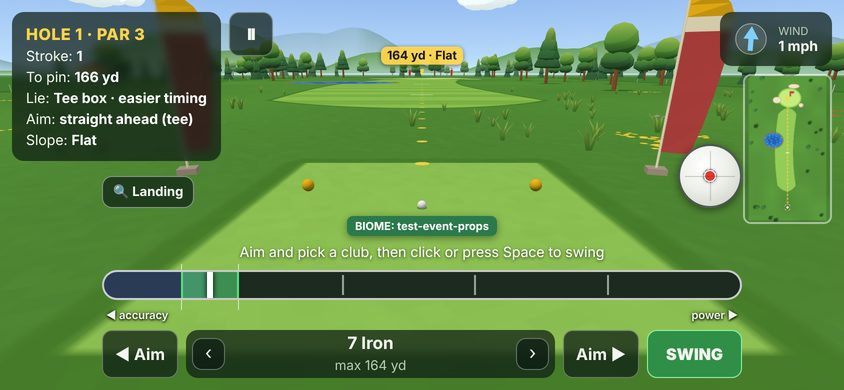 HOLE 1 · PAR 3
Stroke: 1
To pin: 166 yd
Lie: Tee box · easier timing
Aim: straight ahead (tee)
Slope: Flat
164 yd · Flat
WIND
1 mph
🔍 Landing
BIOME: test-event-props
Aim and pick a club, then click or press Space to swing
◀ accuracy
power ▶
◀ Aim
‹
7 Iron
max 164 yd
›
Aim ▶
SWING